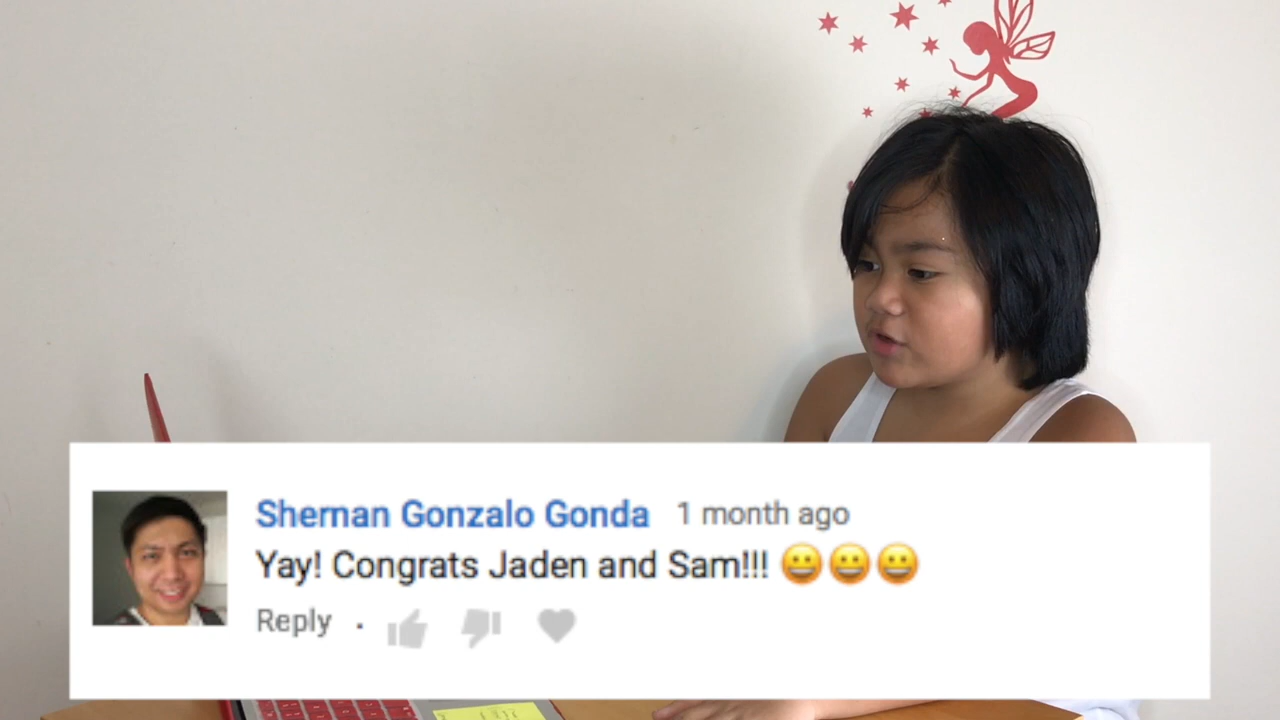 Shernan Gonzalo Gonda 1 month ago
Yay! Congrats Jaden and Sam!!! 😀😀😀
Reply ·